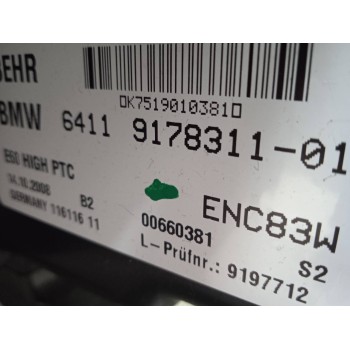 BEHR
□K7519010381□
BMW 6411 9178311-01
E60 HIGH PTC
14.10.2008 B2 ENC83W
GERMANY 116116 11 00660381 S2
L-Prüfnr.: 9197712